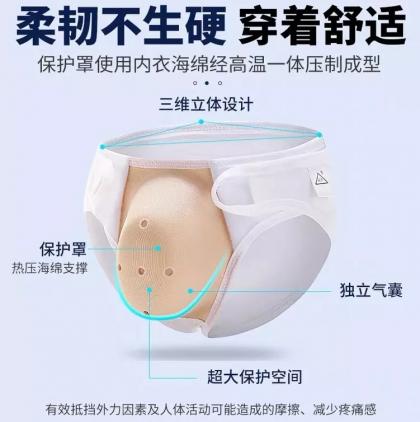 柔韧不生硬 穿着舒适
保护罩使用内衣海绵经高温一体压制成型
三维立体设计
保护罩
热压海绵支撑
独立气囊
超大保护空间
有效抵挡外力因素及人体活动可能造成的摩擦、减少疼痛感